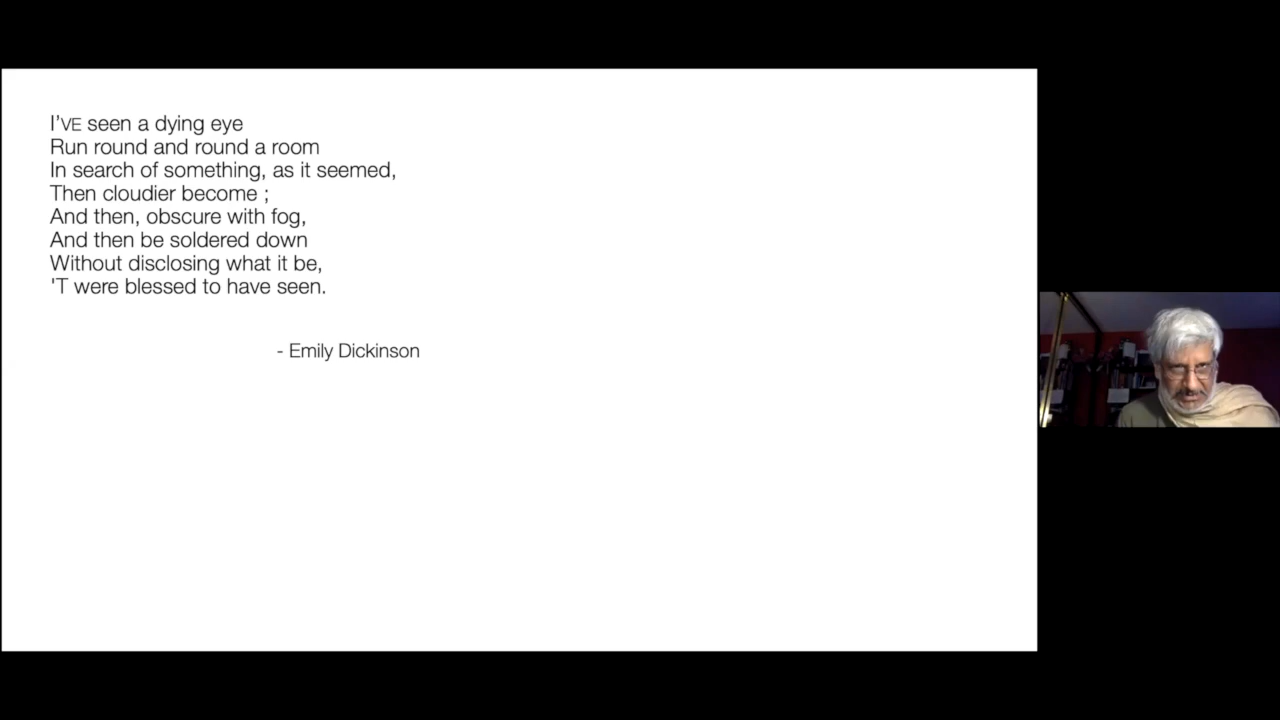 I'VE seen a dying eye
Run round and round a room
In search of something, as it seemed,
Then cloudier become ;
And then, obscure with fog,
And then be soldered down
Without disclosing what it be,
'T were blessed to have seen.
- Emily Dickinson